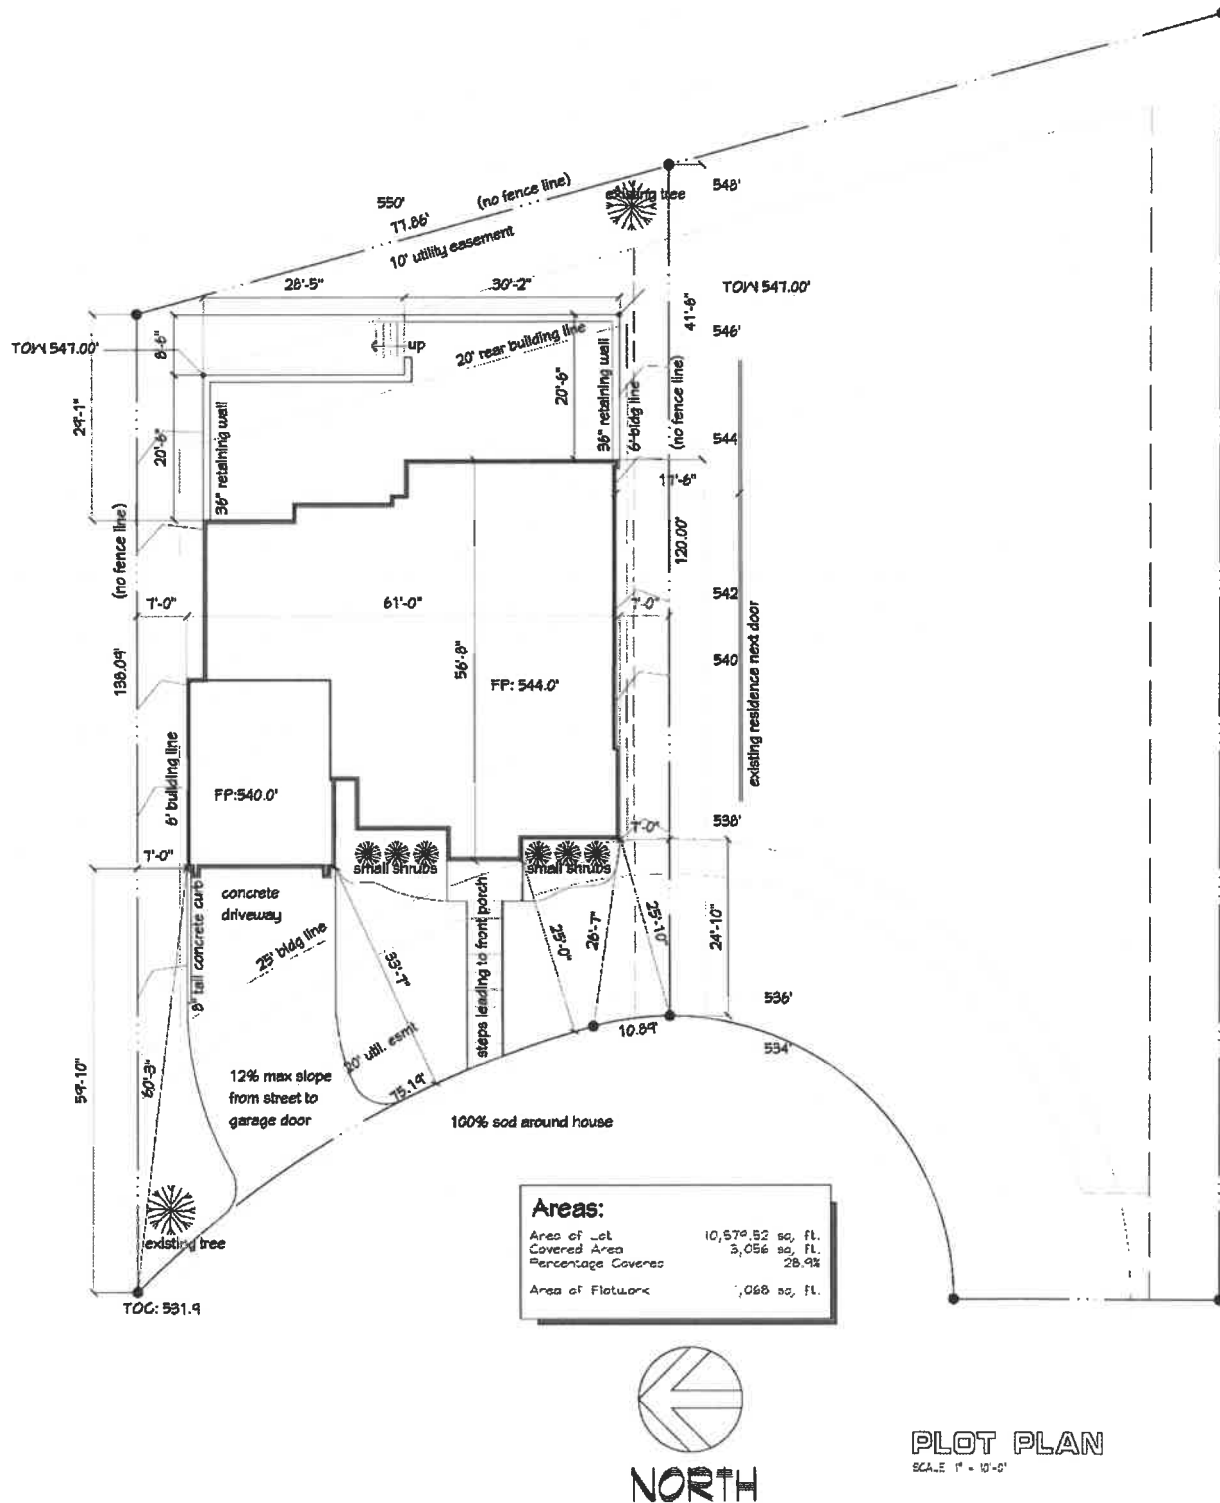 550'
77.86'
(no fence line)
existing tree
548'
10' utility easement
28'-5"
30'-2"
TOW 547.00'
TOW 547.00'
8'-6"
up
20' rear building line
41'-6"
546'
29'-1"
20'-6"
36" retaining wall
20'-6"
36" retaining wall
6' bldg line
(no fence line)
544'
11'-6"
(no fence line)
120.00'
7'-0"
61'-0"
7'-0"
542'
138.09'
56'-8"
FP: 544.0'
540'
existing residence next door
6' building line
FP:540.0'
7'-0"
7'-0"
538'
small shrubs
small shrubs
8" tall concrete curb
concrete
driveway
25' bldg line
33'-7"
steps leading to front porch
25'-0"
26'-7"
25'-10"
24'-10"
536'
10.89'
534'
59'-10"
60'-3"
20' util. esmt
75.19'
12% max slope
from street to
garage door
100% sod around house
existing tree
TOC: 531.9
Areas:
Area of Lot 10,579.52 sq. ft.
Covered Area 3,056 sq. ft.
Percentage Covered 28.9%
Area of Flatwork 1,068 sq. ft.
NORTH
PLOT PLAN
SCALE 1" = 10'-0"